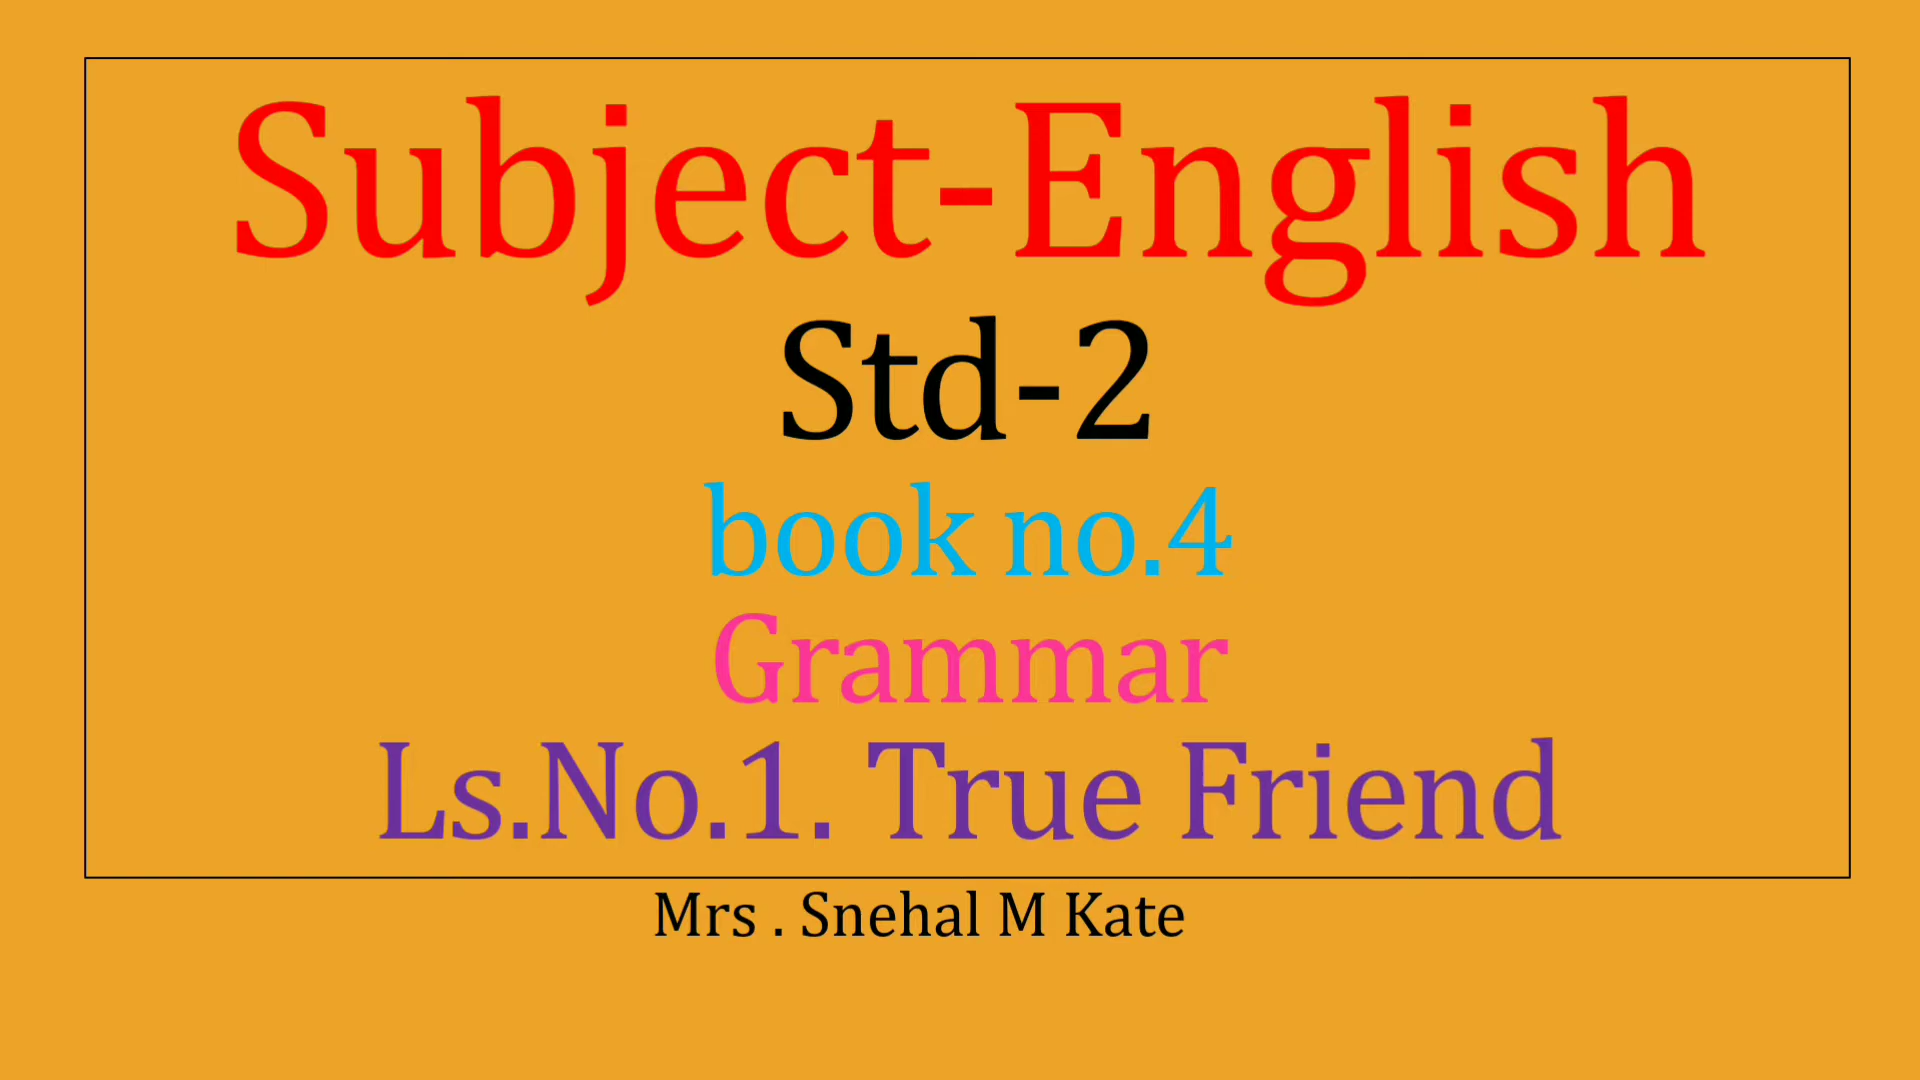 Subject-English
Std-2
book no.4
Grammar
Ls.No.1. True Friend
Mrs . Snehal M Kate